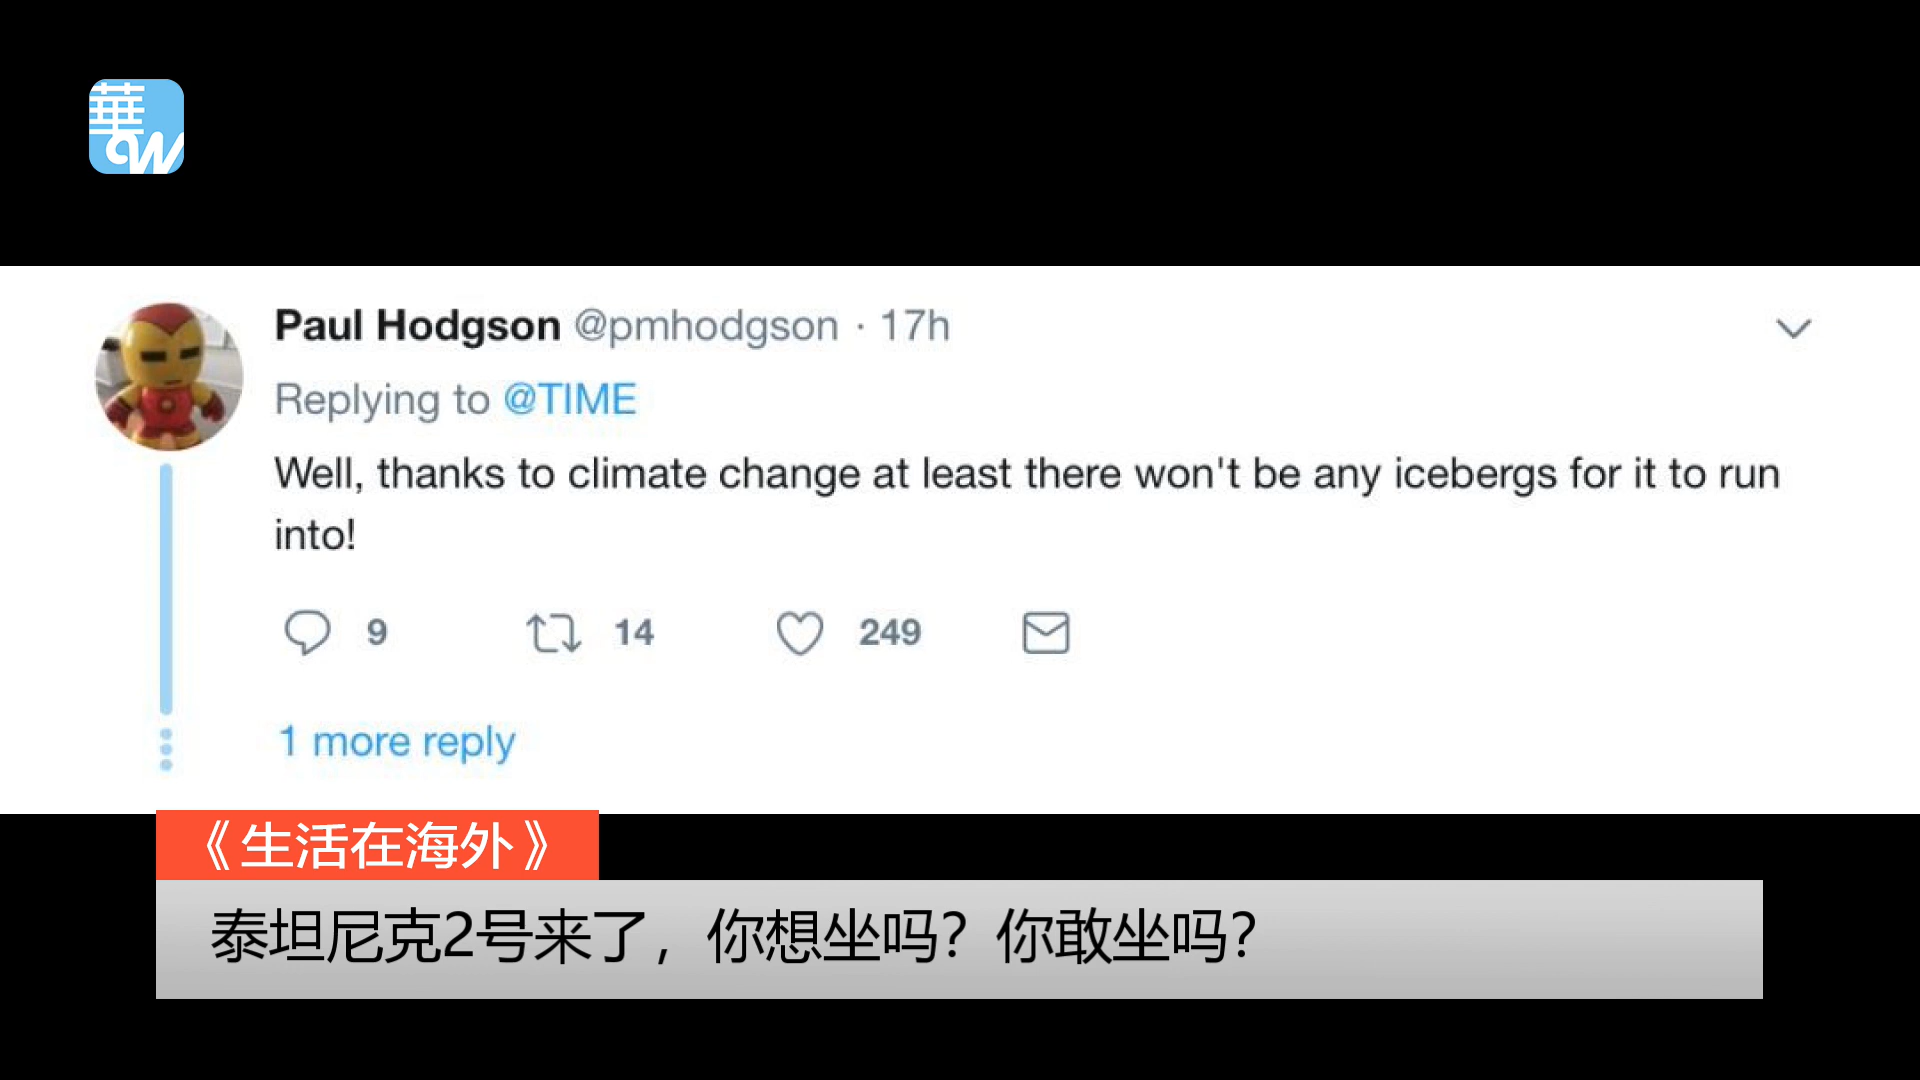 華
CW
Paul Hodgson @pmhodgson · 17h
Replying to @TIME
Well, thanks to climate change at least there won't be any icebergs for it to run
into!
9 14 249
1 more reply
《生活在海外》
泰坦尼克2号来了，你想坐吗？你敢坐吗？